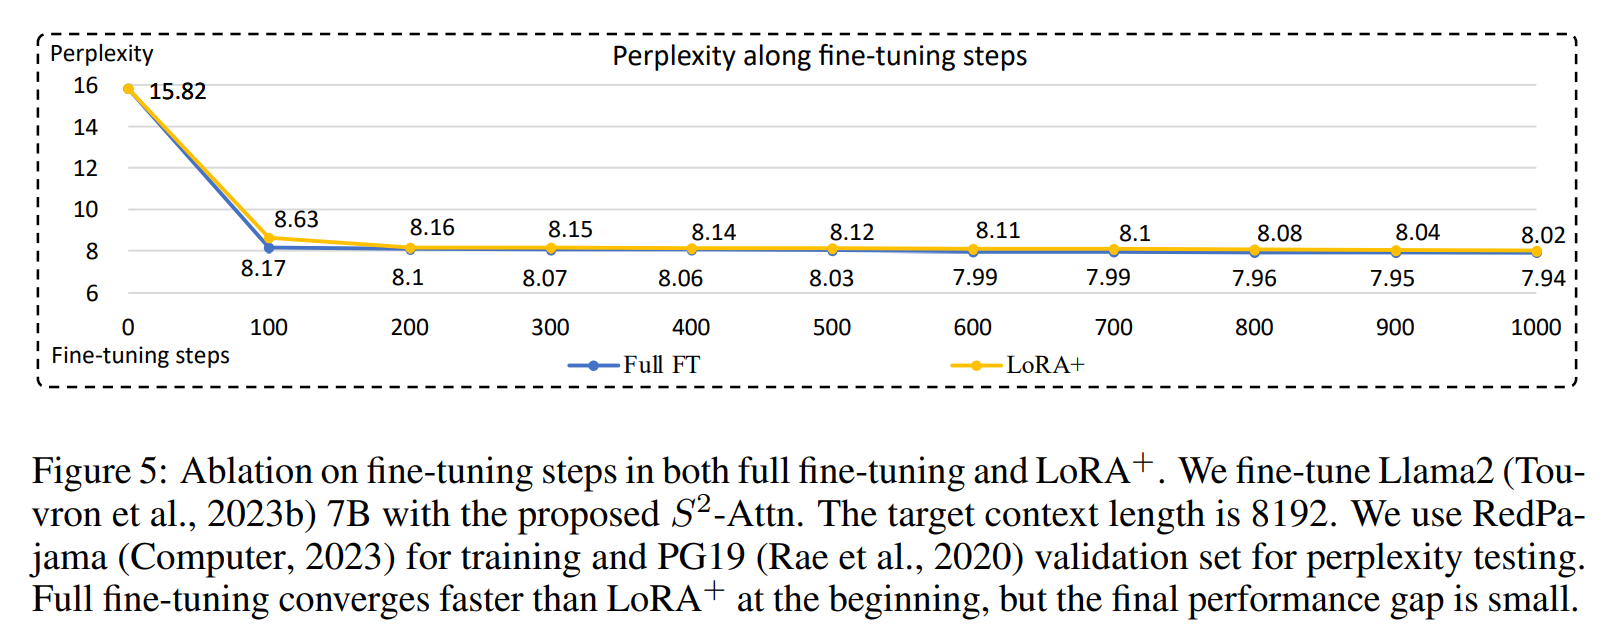 Perplexity
Perplexity along fine-tuning steps
16
15.82
14
12
10
8.63 8.16 8.15 8.14 8.12 8.11 8.1 8.08 8.04 8.02
8
8.17 8.1 8.07 8.06 8.03 7.99 7.99 7.96 7.95 7.94
6
0 100 200 300 400 500 600 700 800 900 1000
Fine-tuning steps
Full FT LoRA+
Figure 5: Ablation on fine-tuning steps in both full fine-tuning and LoRA⁺. We fine-tune Llama2 (Tou-
vron et al., 2023b) 7B with the proposed S²-Attn. The target context length is 8192. We use RedPa-
jama (Computer, 2023) for training and PG19 (Rae et al., 2020) validation set for perplexity testing.
Full fine-tuning converges faster than LoRA⁺ at the beginning, but the final performance gap is small.